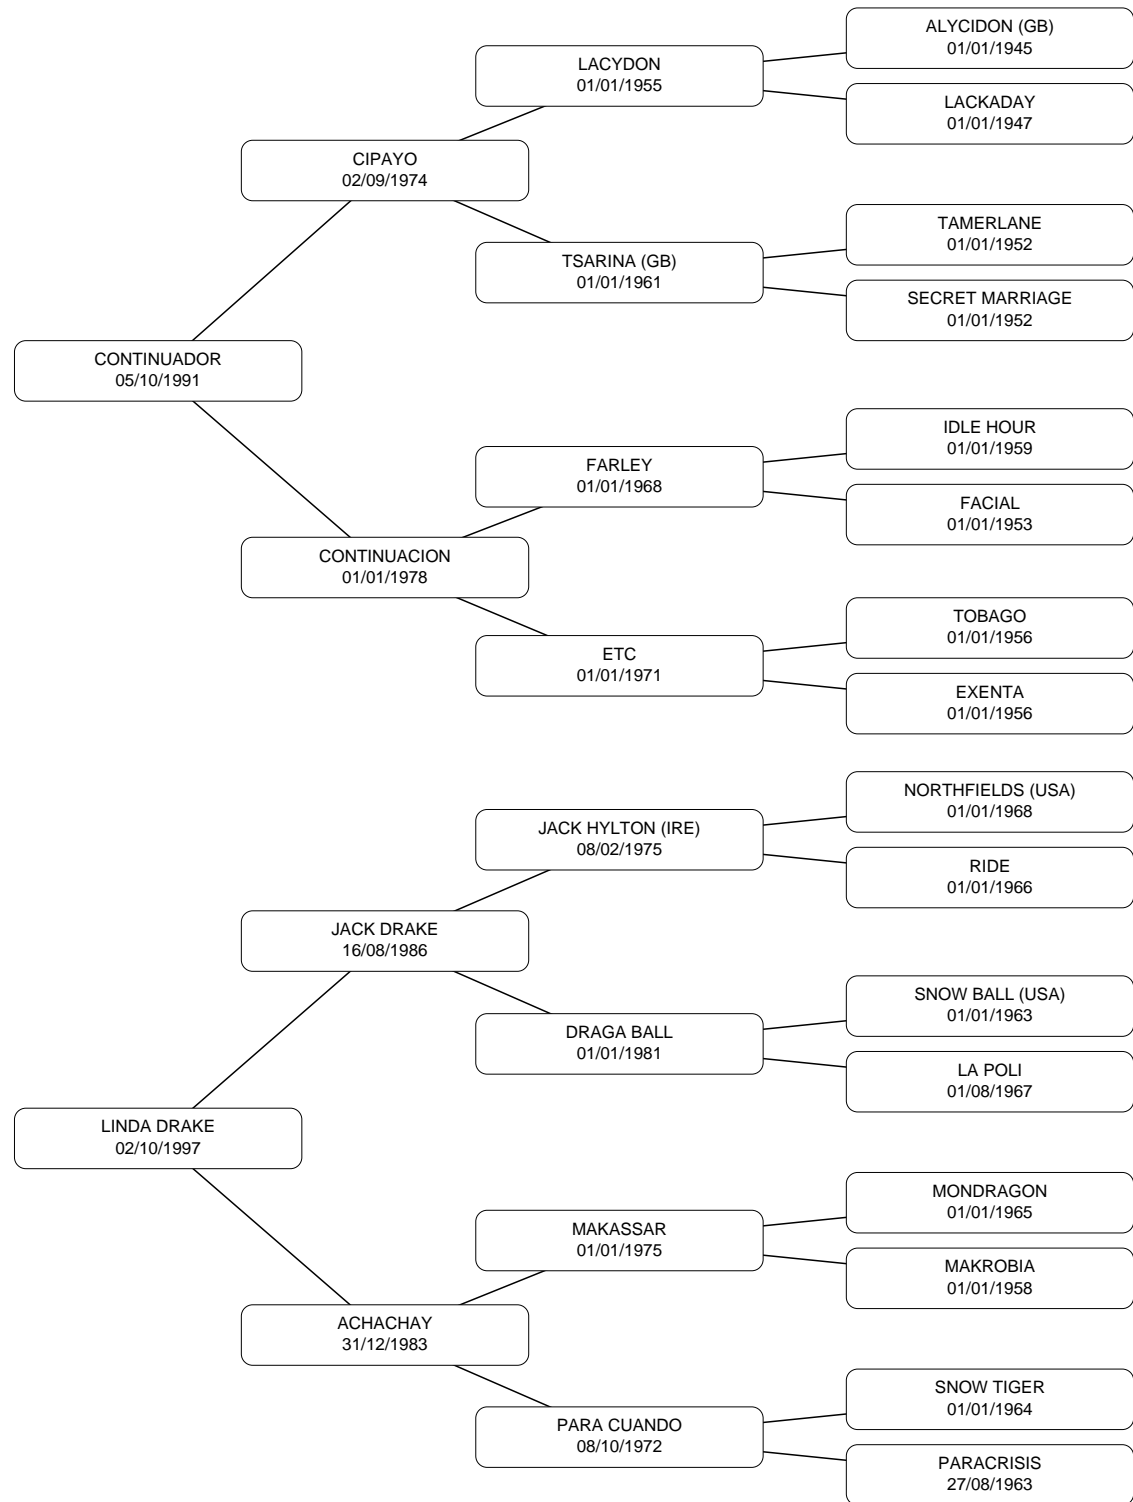 ALYCIDON (GB)
01/01/1945
LACYDON
01/01/1955
LACKADAY
01/01/1947
CIPAYO
02/09/1974
TAMERLANE
01/01/1952
TSARINA (GB)
01/01/1961
SECRET MARRIAGE
01/01/1952
CONTINUADOR
05/10/1991
IDLE HOUR
01/01/1959
FARLEY
01/01/1968
FACIAL
01/01/1953
CONTINUACION
01/01/1978
TOBAGO
01/01/1956
ETC
01/01/1971
EXENTA
01/01/1956
NORTHFIELDS (USA)
01/01/1968
JACK HYLTON (IRE)
08/02/1975
RIDE
01/01/1966
JACK DRAKE
16/08/1986
SNOW BALL (USA)
01/01/1963
DRAGA BALL
01/01/1981
LA POLI
01/08/1967
LINDA DRAKE
02/10/1997
MONDRAGON
01/01/1965
MAKASSAR
01/01/1975
MAKROBIA
01/01/1958
ACHACHAY
31/12/1983
SNOW TIGER
01/01/1964
PARA CUANDO
08/10/1972
PARACRISIS
27/08/1963